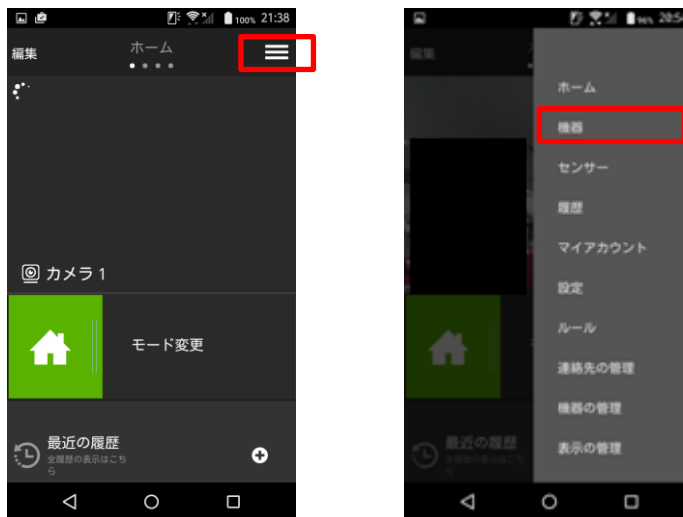 100% 21:38
編集
ホーム
カメラ 1
モード変更
最近の履歴
全履歴の表示はこち
ら
96% 20:54
編集
ホーム
機器
センサー
履歴
マイアカウント
設定
ルール
連絡先の管理
機器の管理
表示の管理
最近の履歴
全履歴の表示はこち
ら